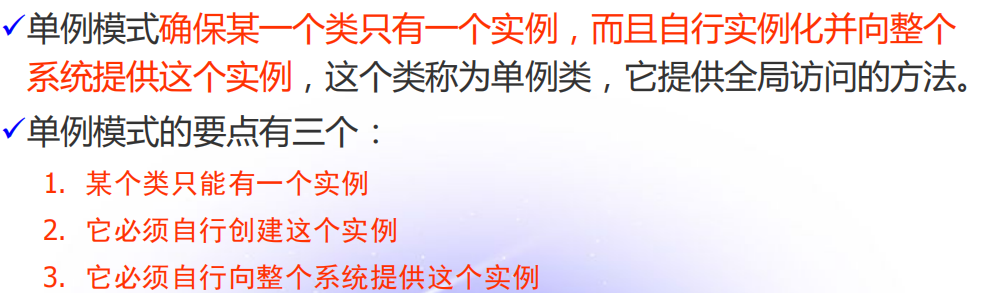 ✓单例模式确保某一个类只有一个实例，而且自行实例化并向整个
系统提供这个实例，这个类称为单例类，它提供全局访问的方法。
✓单例模式的要点有三个：
1. 某个类只能有一个实例
2. 它必须自行创建这个实例
3. 它必须自行向整个系统提供这个实例